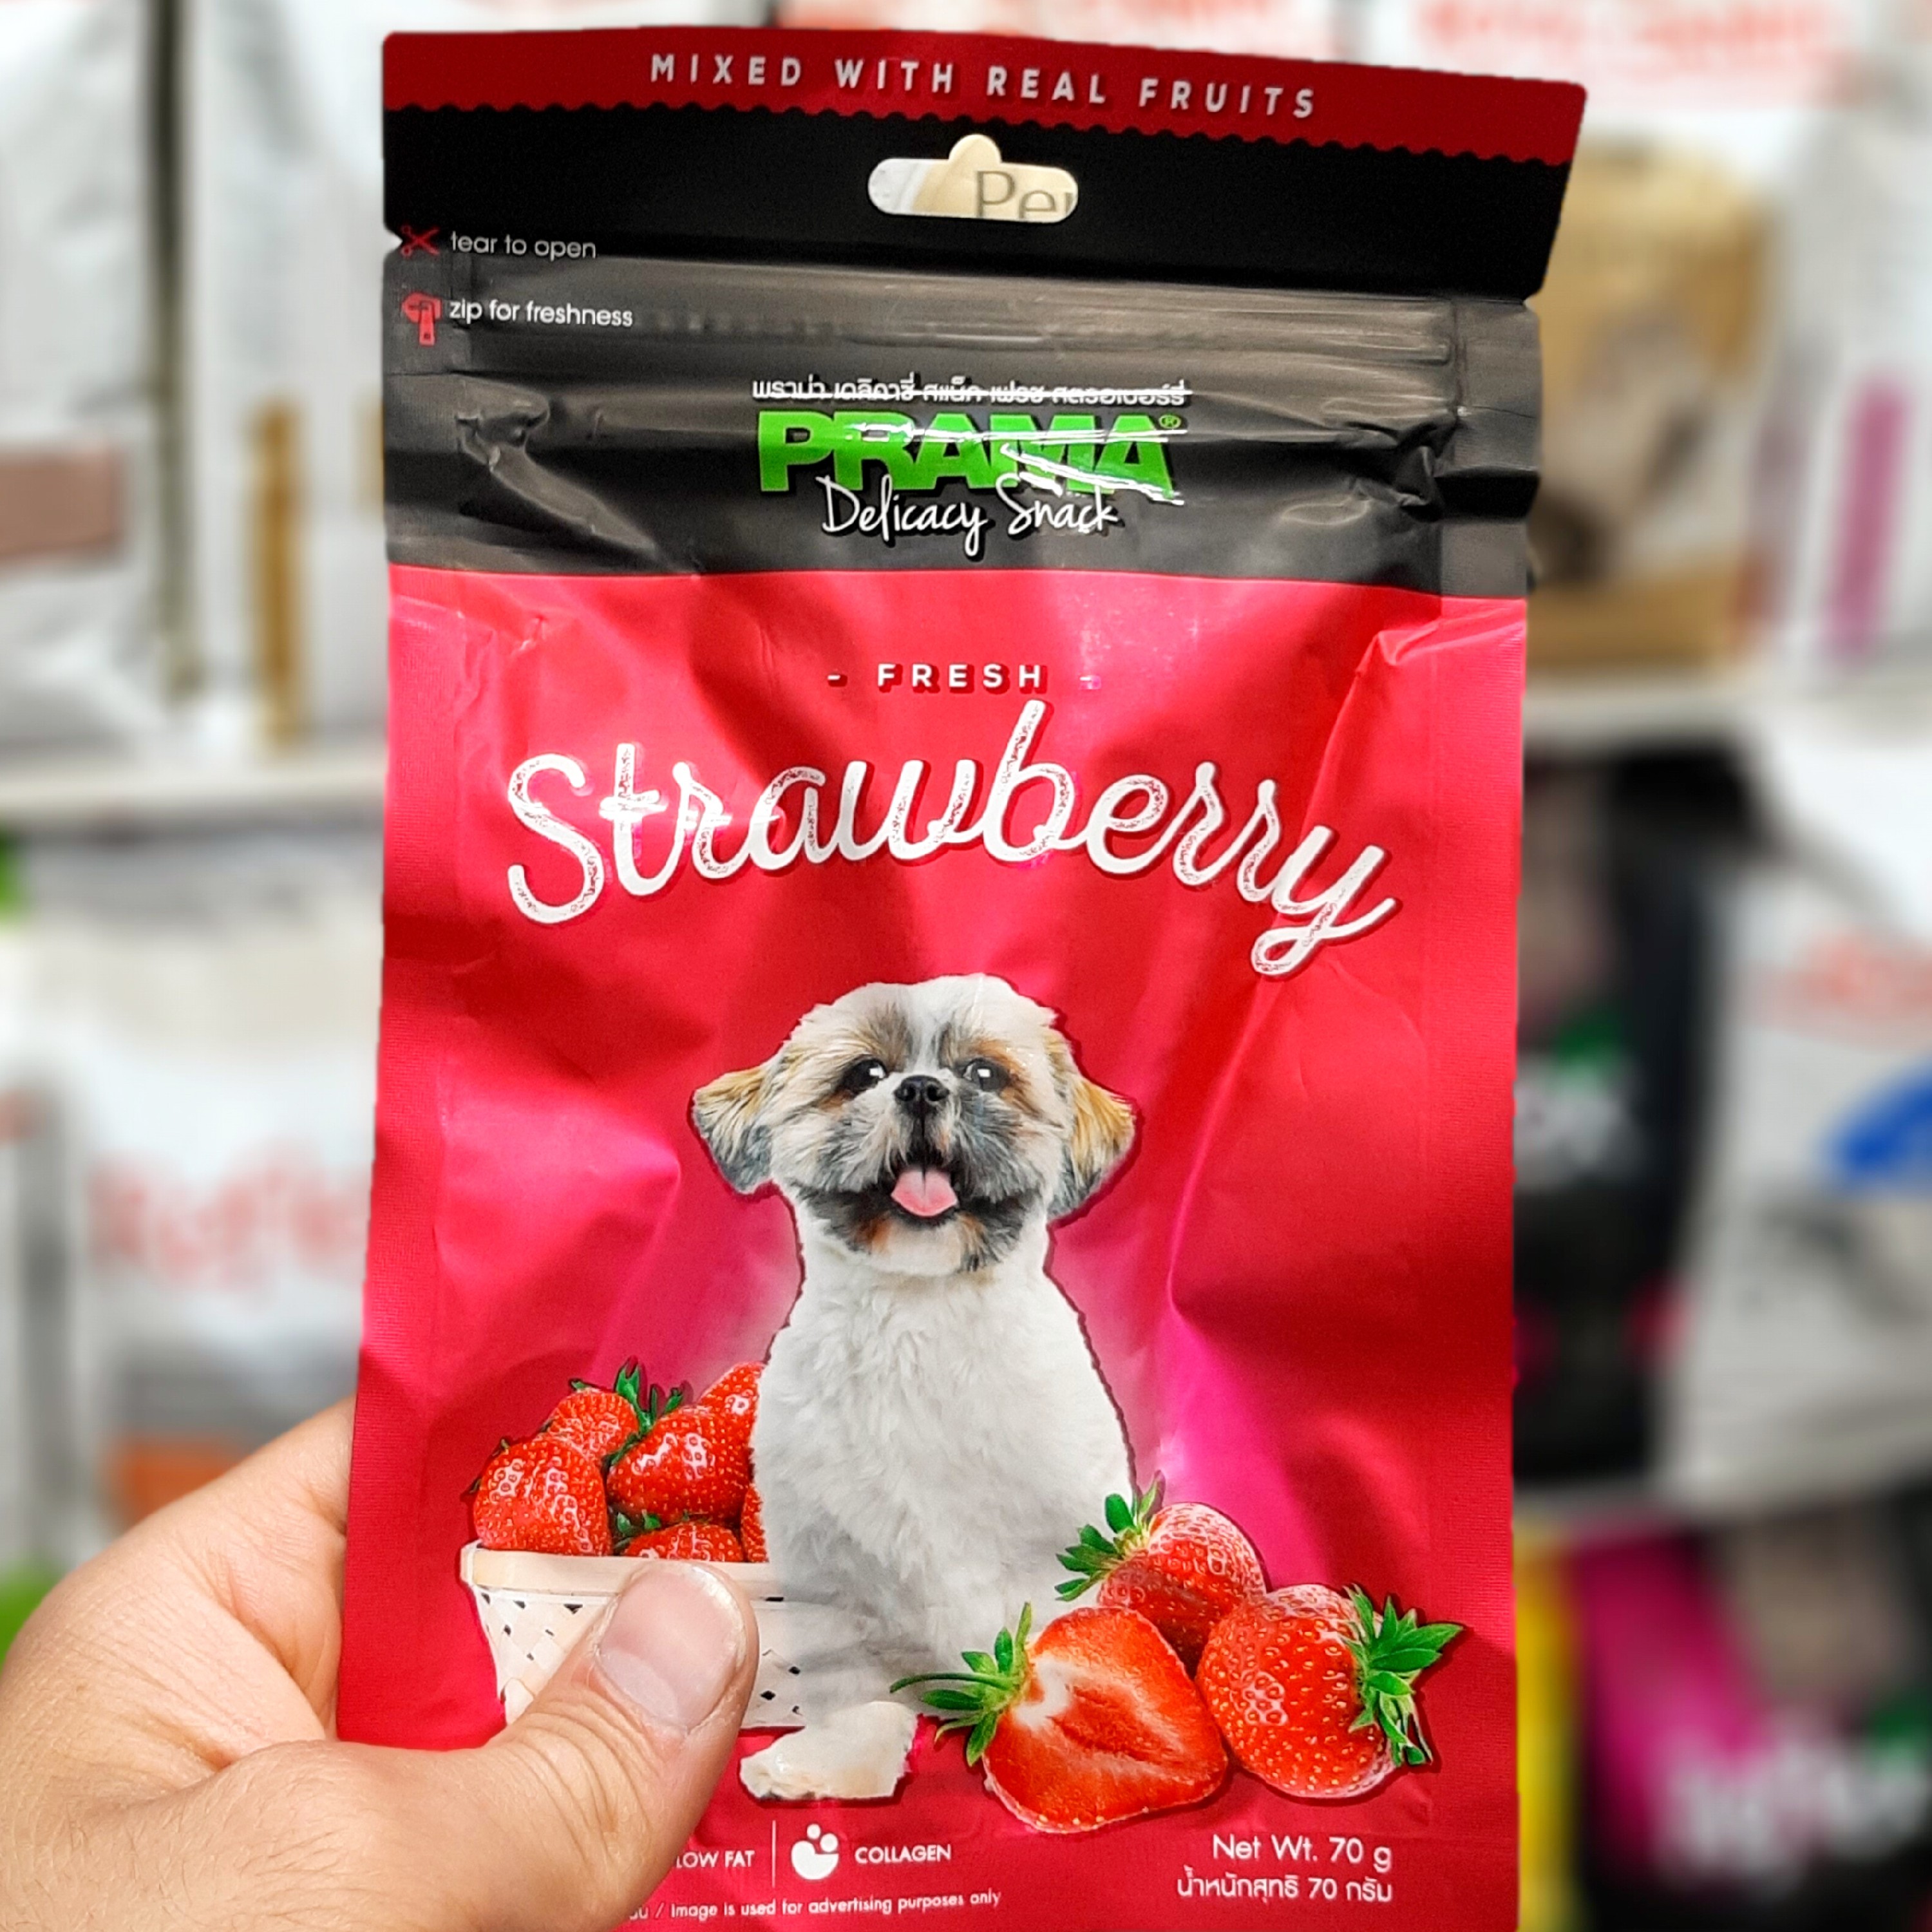 MIXED WITH REAL FRUITS
Pe
tear to open
zip for freshness
พราม่า เดลิคาซี่ สแน็ค เฟรช สตรอเบอร์รี่
PRAMA®
Delicacy Snack
- FRESH -
Strawberry
LOW FAT
COLLAGEN
Net Wt. 70 g
น้ำหนักสุทธิ 70 กรัม
/ Image is used for advertising purposes only